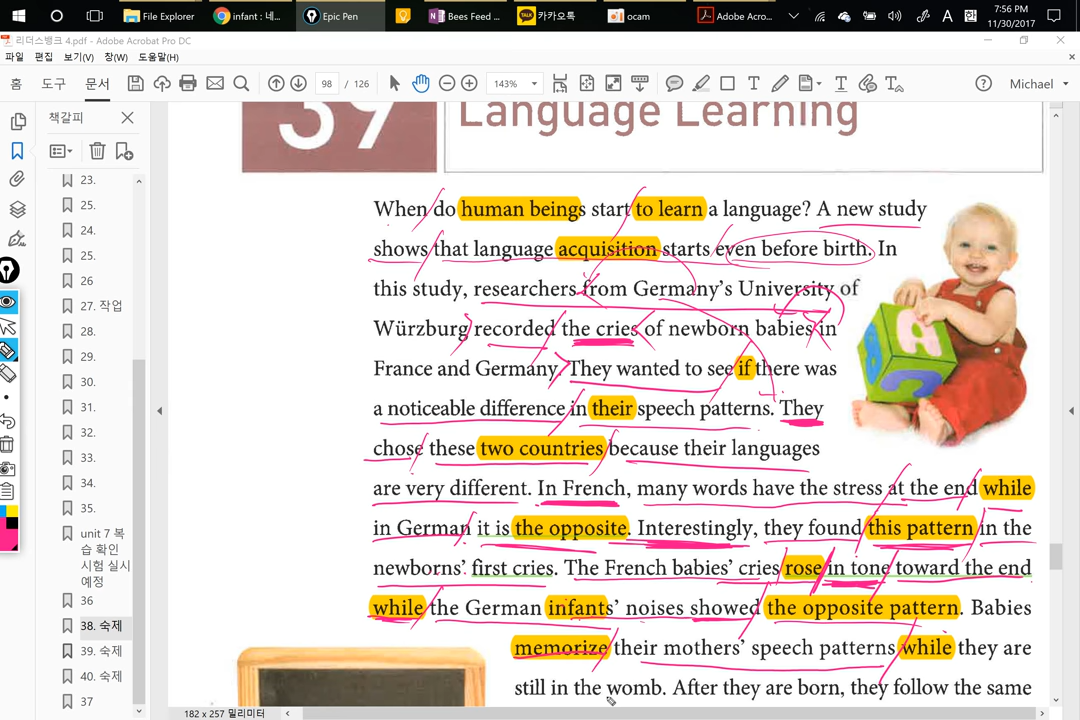 File Explorer
infant : 네...
Epic Pen
Bees Feed ...
TALK
카카오톡
ocam
Adobe Acro...
A
한
7:56 PM
11/30/2017
리더스뱅크 4.pdf - Adobe Acrobat Pro DC
파일 편집 보기(V) 창(W) 도움말(H)
홈 도구 문서
98 / 126
143%
Michael
책갈피
23.
25.
24.
25.
26
27. 작업
28.
29.
30.
31.
32.
33.
34.
35.
unit 7 복
습 확인
시험 실시
예정
36
38. 숙제
39. 숙제
40. 숙제
37
39
Language Learning
When do human beings start to learn a language? A new study
shows that language acquisition starts even before birth. In
this study, researchers from Germany's University of
Würzburg recorded the cries of newborn babies in
France and Germany. They wanted to see if there was
a noticeable difference in their speech patterns. They
chose these two countries because their languages
are very different. In French, many words have the stress at the end while
in German it is the opposite. Interestingly, they found this pattern in the
newborns' first cries. The French babies' cries rose in tone toward the end
while the German infants' noises showed the opposite pattern. Babies
memorize their mothers' speech patterns while they are
still in the womb. After they are born, they follow the same
A
B
C
182 x 257 밀리미터